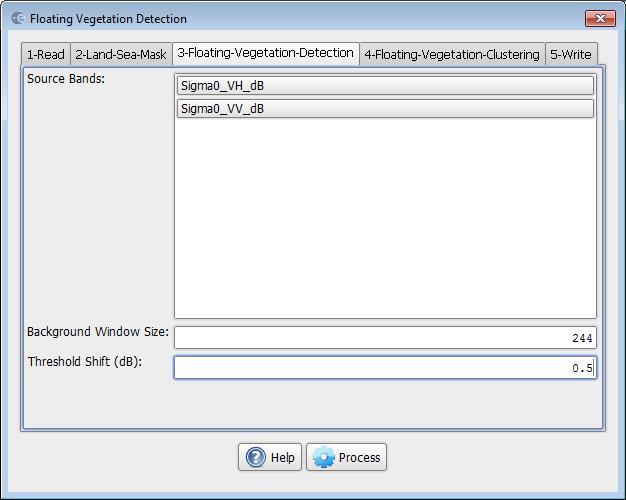 Floating Vegetation Detection
1-Read 2-Land-Sea-Mask 3-Floating-Vegetation-Detection 4-Floating-Vegetation-Clustering 5-Write
Source Bands:
Sigma0_VH_dB
Sigma0_VV_dB
Background Window Size: 244
Threshold Shift (dB): 0.5
Help Process